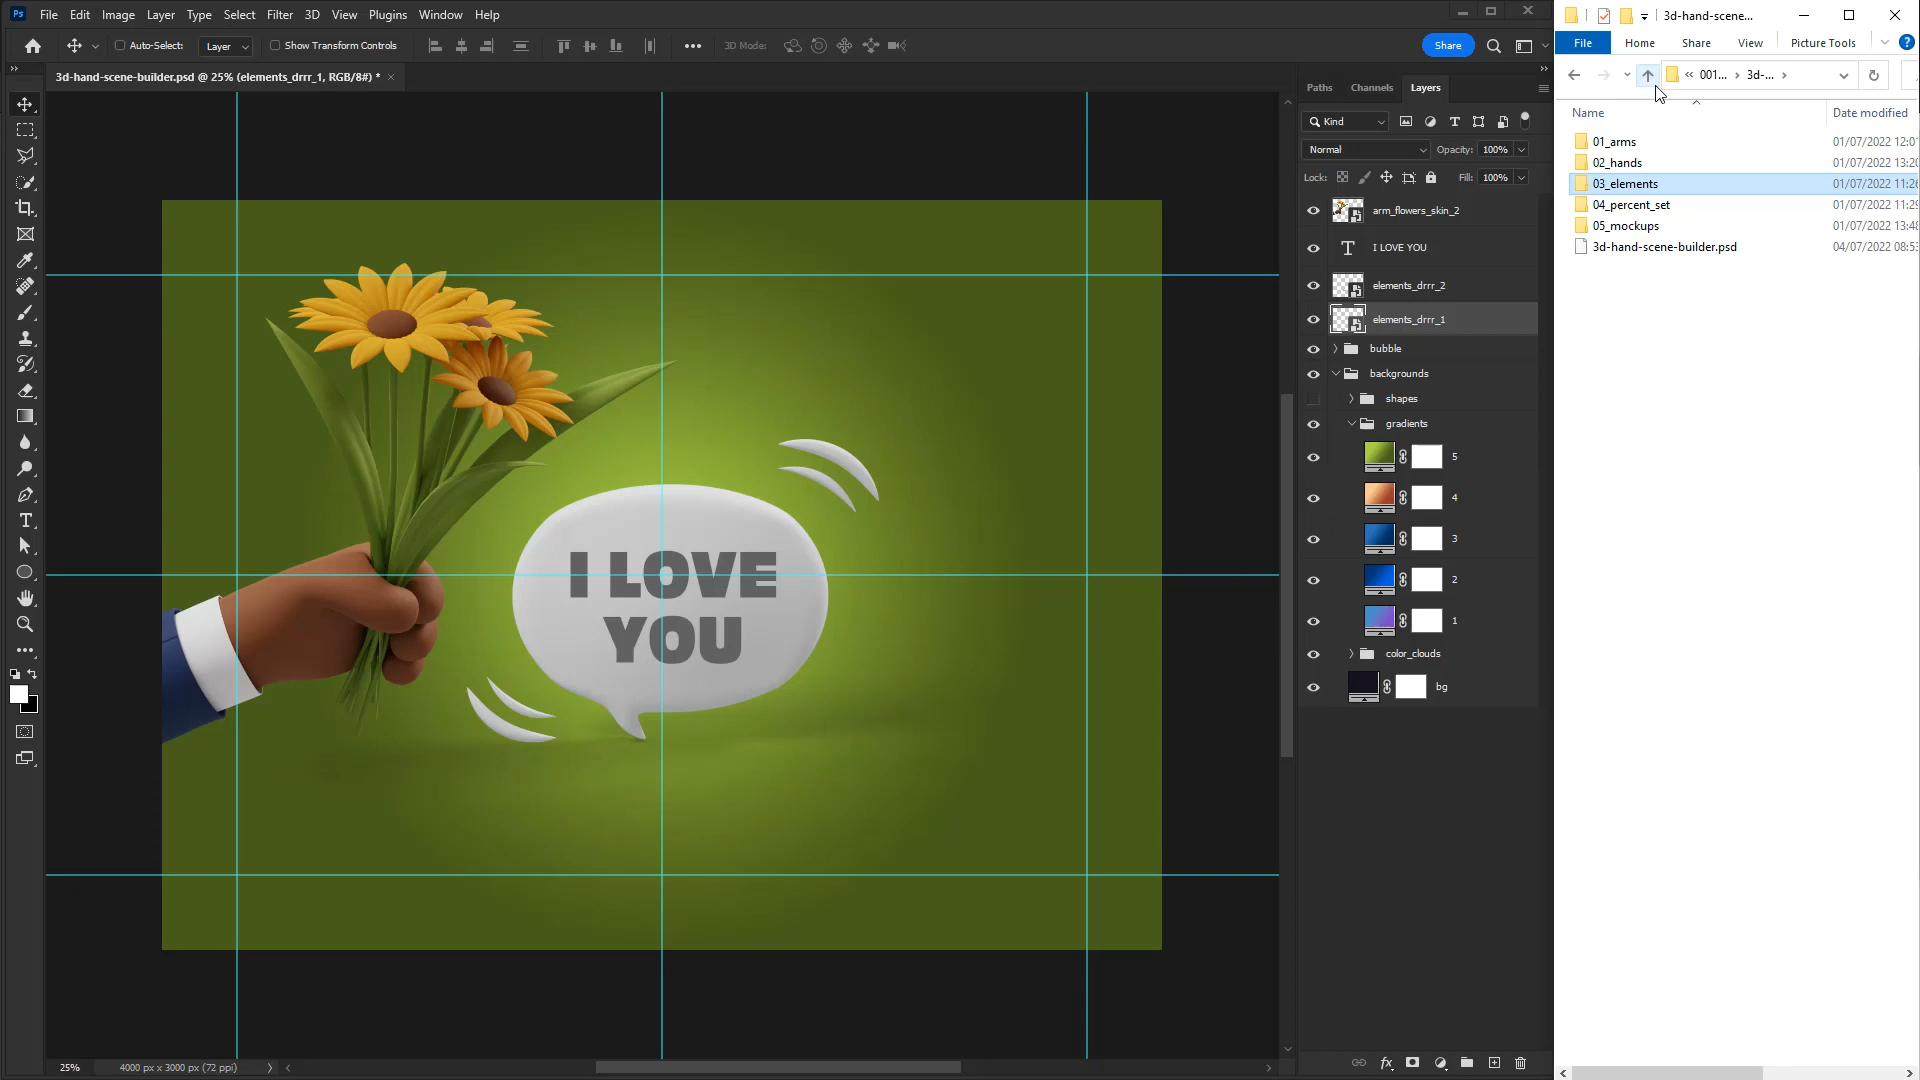 Ps File Edit Image Layer Type Select Filter 3D View Plugins Window Help
Auto-Select: Layer Show Transform Controls 3D Mode: Share
3d-hand-scene-builder.psd @ 25% (elements_drrr_1, RGB/8#) *
I LOVE
YOU
25% 4000 px x 3000 px (72 ppi)
Paths Channels Layers
Kind
Normal Opacity: 100%
Lock: Fill: 100%
arm_flowers_skin_2
I LOVE YOU
elements_drrr_2
elements_drrr_1
bubble
backgrounds
shapes
gradients
5
4
3
2
1
color_clouds
bg
3d-hand-scene...
File Home Share View Picture Tools
« 001... 3d-...
Name Date modified
01_arms 01/07/2022 12:01
02_hands 01/07/2022 13:20
03_elements 01/07/2022 11:26
04_percent_set 01/07/2022 11:29
05_mockups 01/07/2022 13:48
3d-hand-scene-builder.psd 04/07/2022 08:53